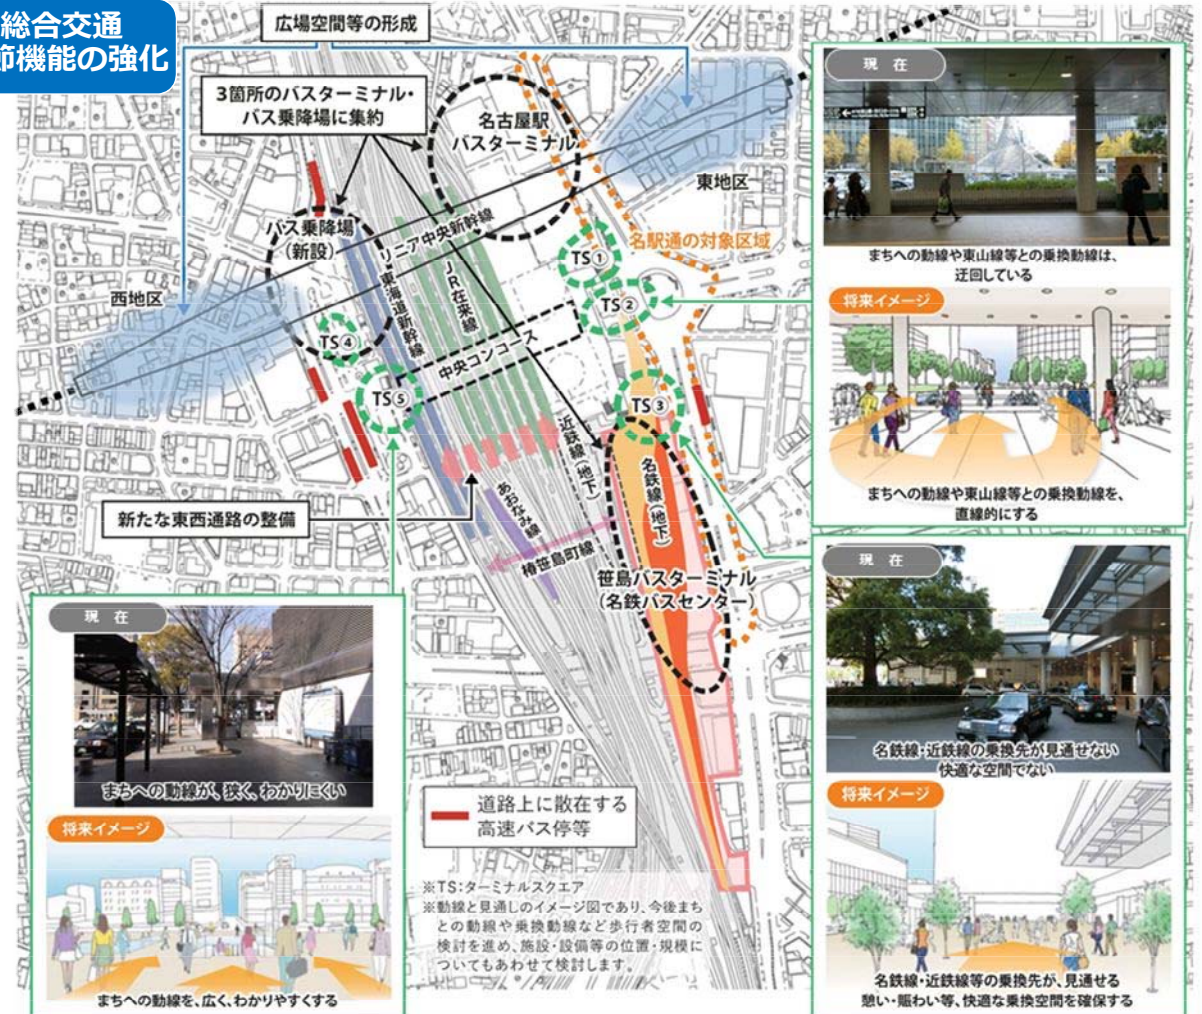 総合交通
節機能の強化
広場空間等の形成
3箇所のバスターミナル・
バス乗降場に集約
名古屋駅
バスターミナル
東地区
バス乗降場
（新設）
リニア中央新幹線
名駅通の対象区域
TS①
TS②
西地区
東海道新幹線
JR在来線
TS④
中央コンコース
TS⑤
TS③
近鉄線（地下）
名鉄線（地下）
あおなみ線
新たな東西通路の整備
椿笹島町線
笹島バスターミナル
（名鉄バスセンター）
現 在
まちへの動線や東山線等との乗換動線は、
迂回している
将来イメージ
まちへの動線や東山線等との乗換動線を、
直線的にする
現 在
名鉄線・近鉄線の乗換先が見通せない
快適な空間でない
将来イメージ
名鉄線・近鉄線等の乗換先が、見通せる
憩い・賑わい等、快適な乗換空間を確保する
現 在
まちへの動線が、狭く、わかりにくい
将来イメージ
まちへの動線を、広く、わかりやすくする
道路上に散在する
高速バス停等
※TS:ターミナルスクエア
※動線と見通しのイメージ図であり、今後まち
との動線や乗換動線など歩行者空間の
検討を進め、施設・設備等の位置・規模に
ついてもあわせて検討します。